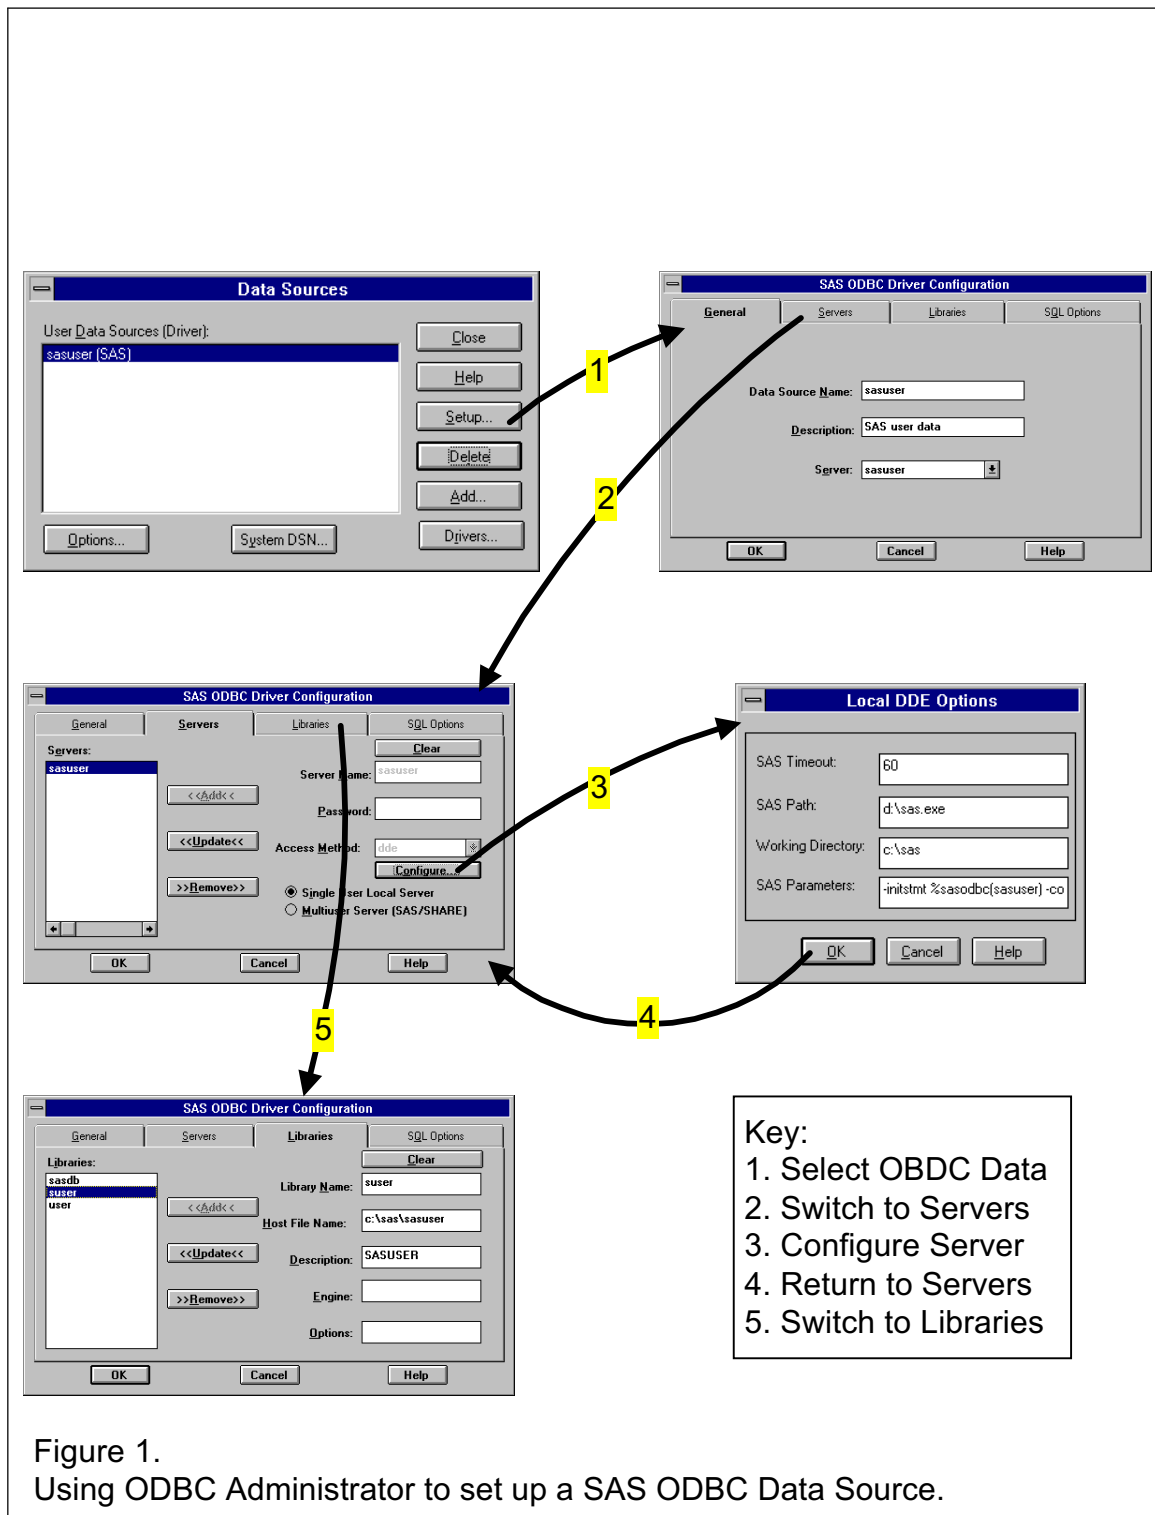 Data Sources
User Data Sources (Driver):
sasuser (SAS)
Close
Help
Setup...
Delete
Add...
Drivers...
Options...
System DSN...
SAS ODBC Driver Configuration
General Servers Libraries SQL Options
Data Source Name: sasuser
Description: SAS user data
Server: sasuser
OK Cancel Help
1
2
SAS ODBC Driver Configuration
General Servers Libraries SQL Options
Servers:
sasuser
<<Add<<
<<Update<<
>>Remove>>
Clear
Server Name: sasuser
Password:
Access Method: dde
Configure...
Single User Local Server
Multiuser Server (SAS/SHARE)
OK Cancel Help
3
Local DDE Options
SAS Timeout: 60
SAS Path: d:\sas.exe
Working Directory: c:\sas
SAS Parameters: -initstmt %sasodbc(sasuser) -co
OK Cancel Help
4
5
SAS ODBC Driver Configuration
General Servers Libraries SQL Options
Libraries:
sasdb
suser
user
<<Add<<
<<Update<<
>>Remove>>
Clear
Library Name: suser
Host File Name: c:\sas\sasuser
Description: SASUSER
Engine:
Options:
OK Cancel Help
Key:
1. Select OBDC Data
2. Switch to Servers
3. Configure Server
4. Return to Servers
5. Switch to Libraries
Figure 1.
Using ODBC Administrator to set up a SAS ODBC Data Source.